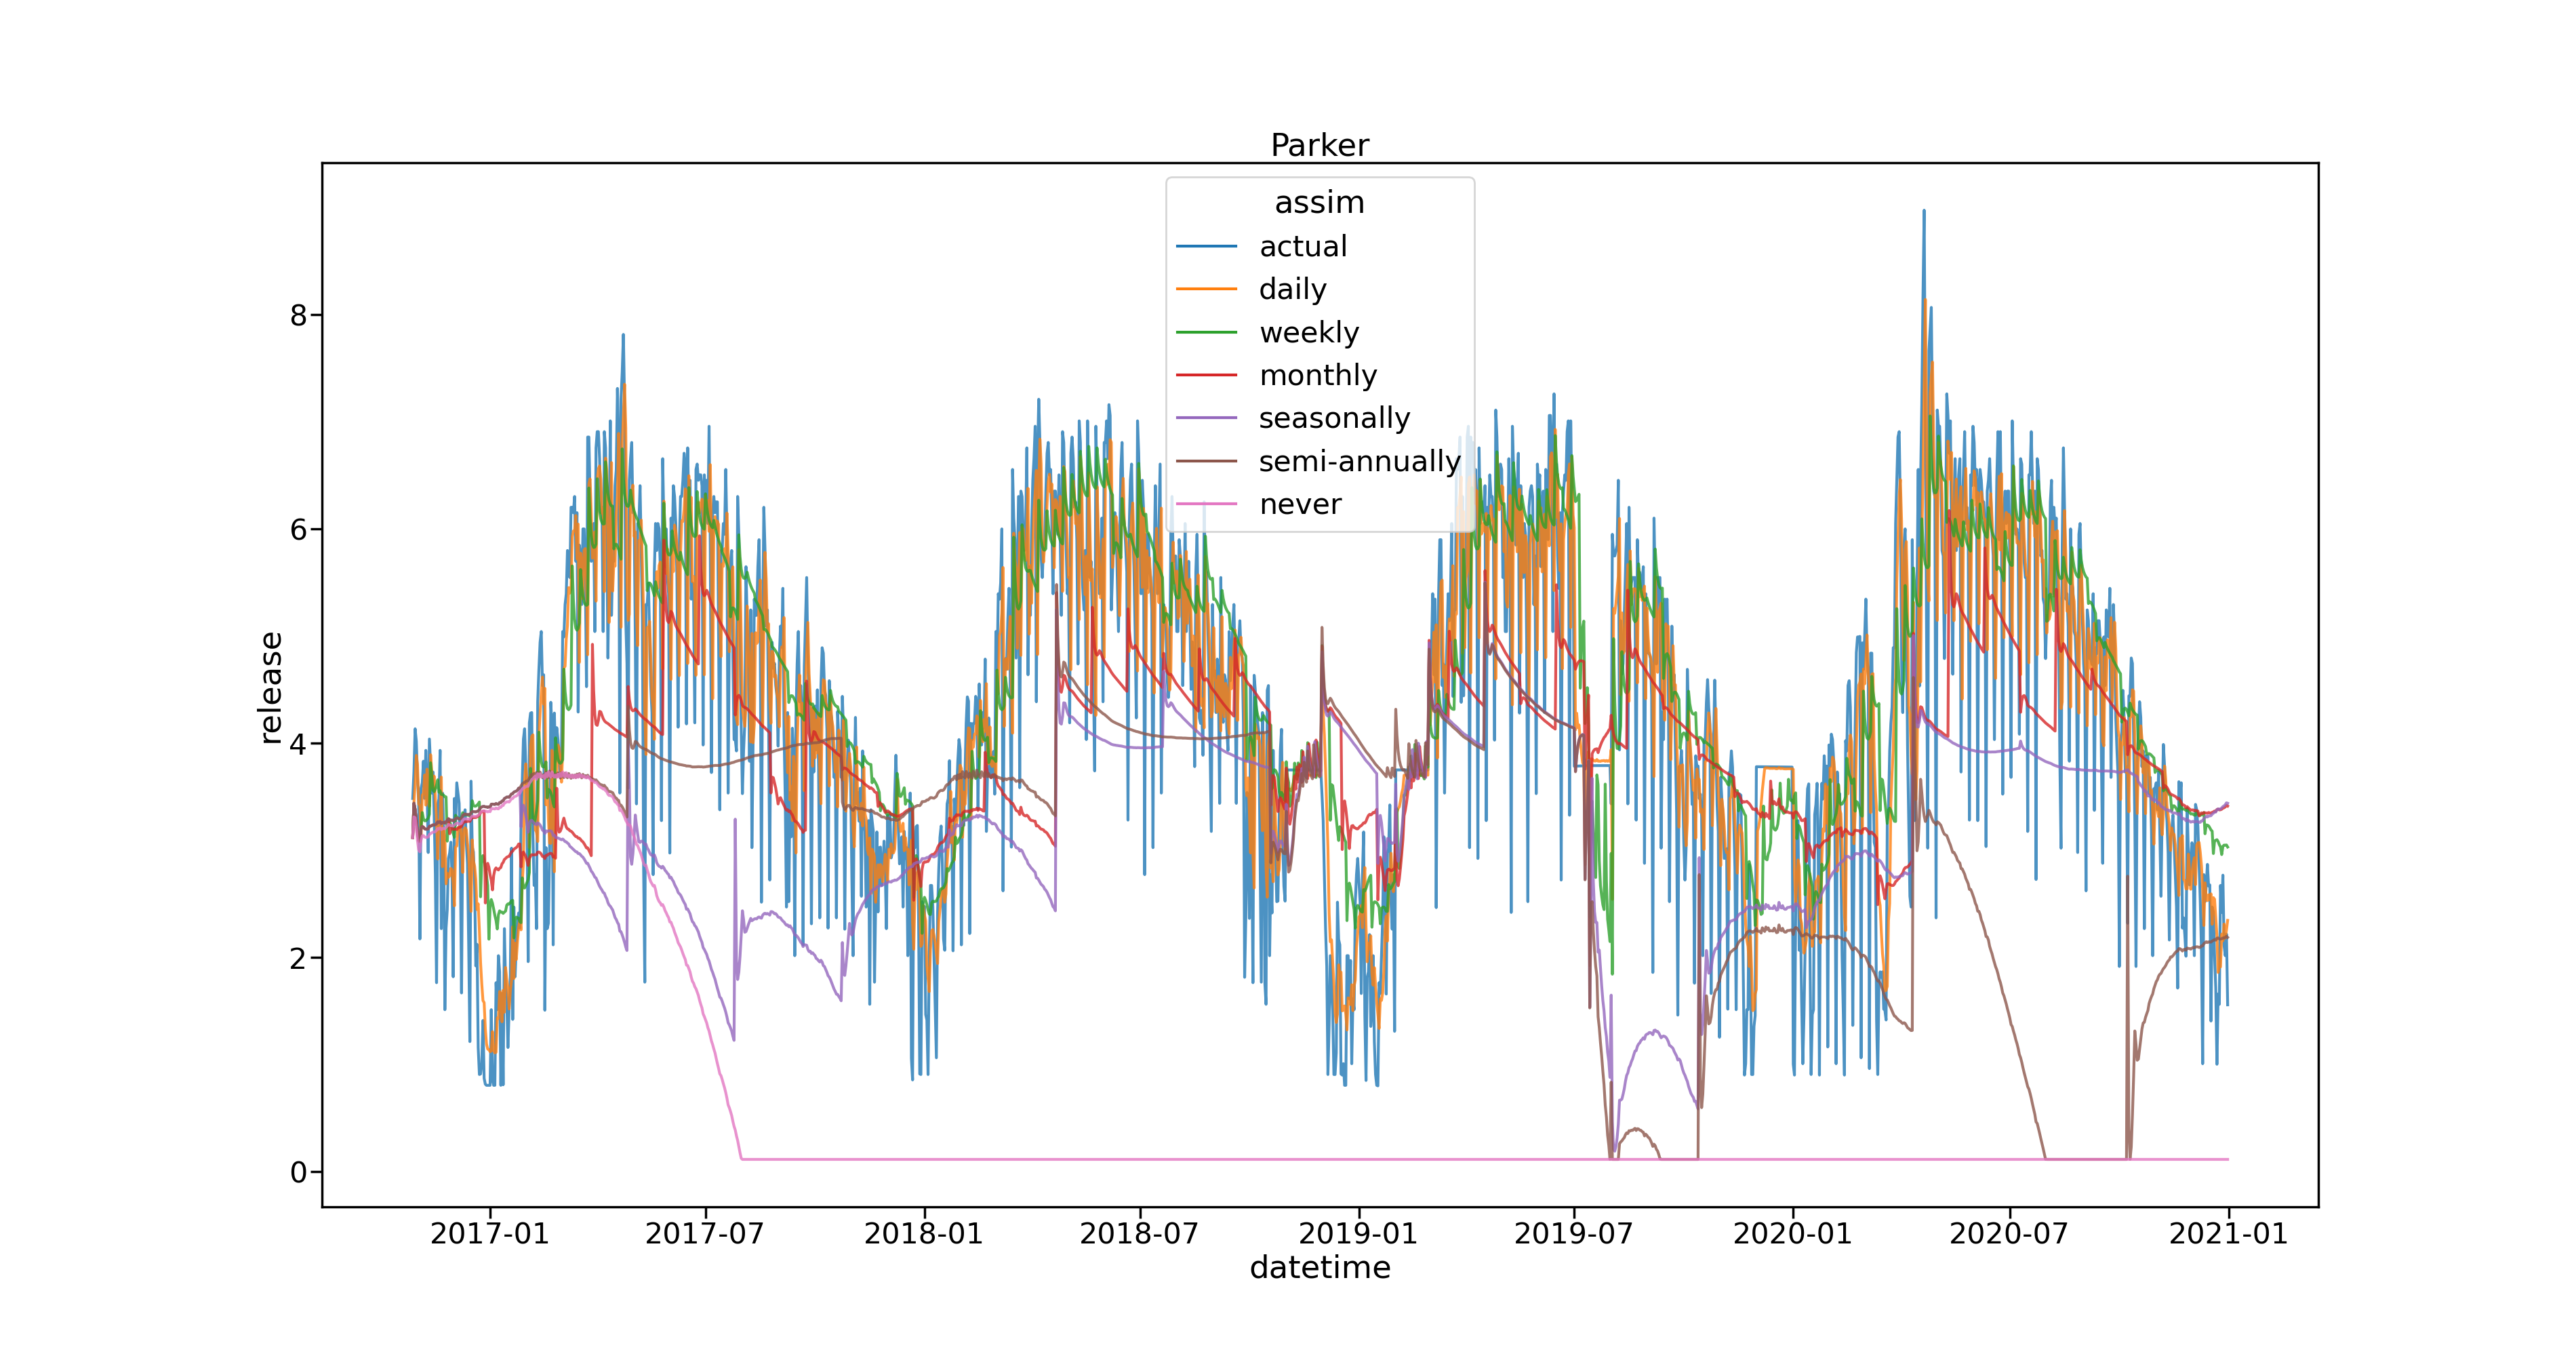 Parker
assim
actual
daily
weekly
monthly
seasonally
semi-annually
never
release
8
6
4
2
0
2017-01 2017-07 2018-01 2018-07 2019-01 2019-07 2020-01 2020-07 2021-01
datetime